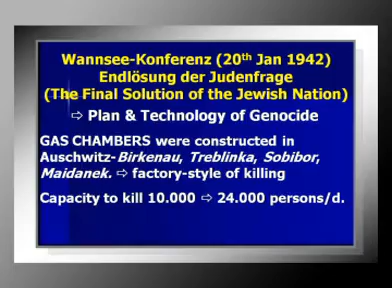 Wannsee-Konferenz (20th Jan 1942)
Endlösung der Judenfrage
(The Final Solution of the Jewish Nation)
⇨ Plan & Technology of Genocide
GAS CHAMBERS were constructed in
Auschwitz-Birkenau, Treblinka, Sobibor,
Maidanek. ⇨ factory-style of killing
Capacity to kill 10.000 ⇨ 24.000 persons/d.